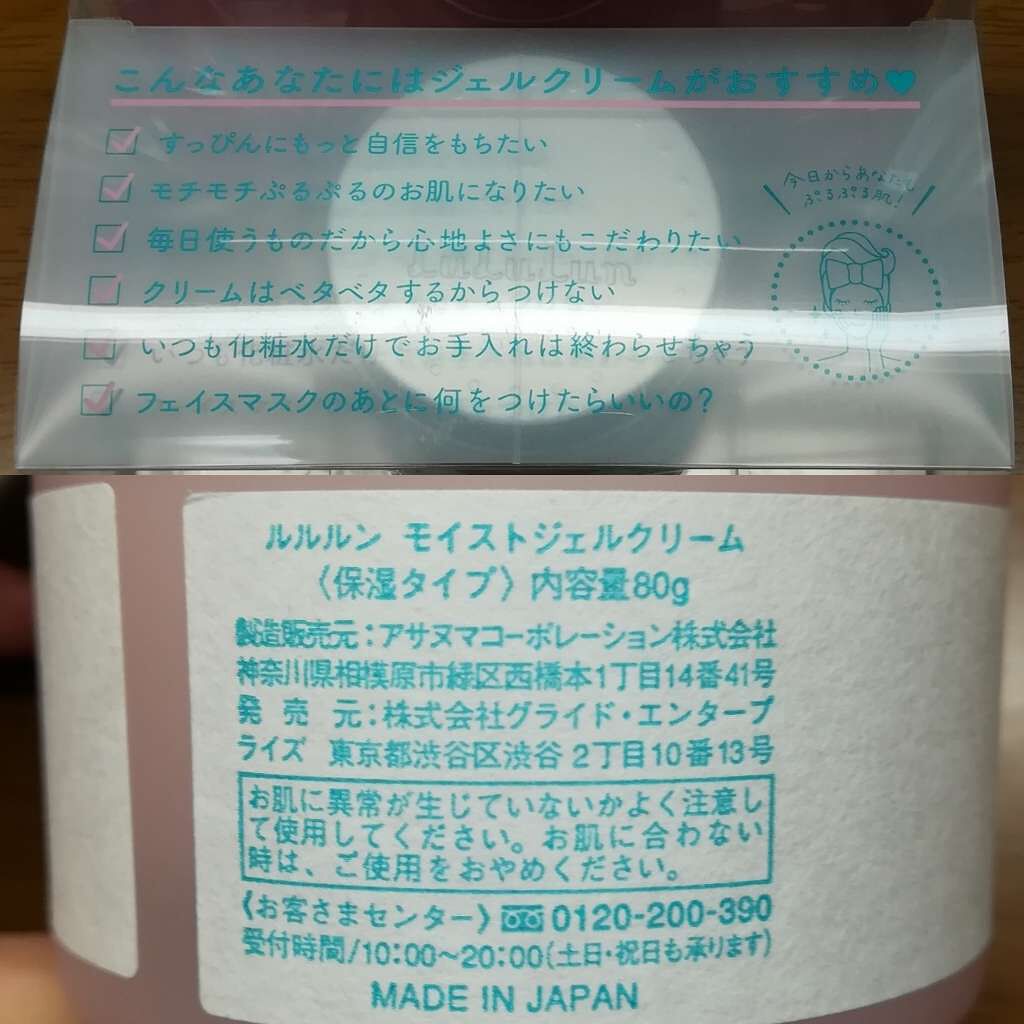 こんなあなたにはジェルクリームがおすすめ♥
すっぴんにもっと自信をもちたい
モチモチぷるぷるのお肌になりたい
毎日使うものだから心地よさにもこだわりたい
クリームはベタベタするからつけない
いつも化粧水だけでお手入れは終わらせちゃう
フェイスマスクのあとに何をつけたらいいの?
今日からあなたも
ぷるぷる肌!
LuLuLun
ルルルン モイストジェルクリーム
〈保湿タイプ〉内容量80g
製造販売元:アサヌマコーポレーション株式会社
神奈川県相模原市緑区西橋本1丁目14番41号
発売元:株式会社グライド・エンタープ
ライズ 東京都渋谷区渋谷2丁目10番13号
お肌に異常が生じていないかよく注意し
て使用してください。お肌に合わない
時は、ご使用をおやめください。
〈お客さまセンター〉0120-200-390
受付時間/10:00~20:00(土日・祝日も承ります)
MADE IN JAPAN